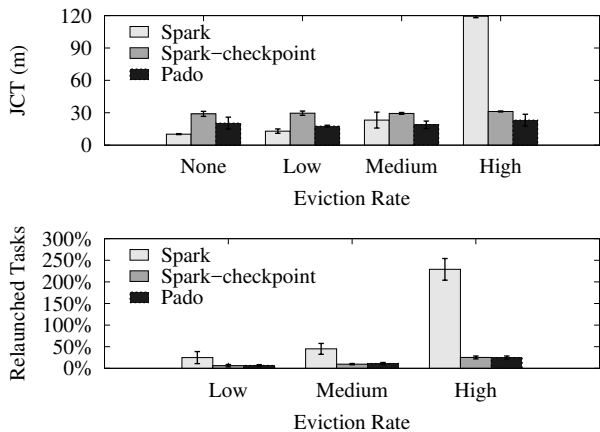 120
90
60
30
0
JCT (m)
Spark
Spark−checkpoint
Pado
None Low Medium High
Eviction Rate
300%
250%
200%
150%
100%
50%
0%
Relaunched Tasks
Spark
Spark−checkpoint
Pado
Low Medium High
Eviction Rate